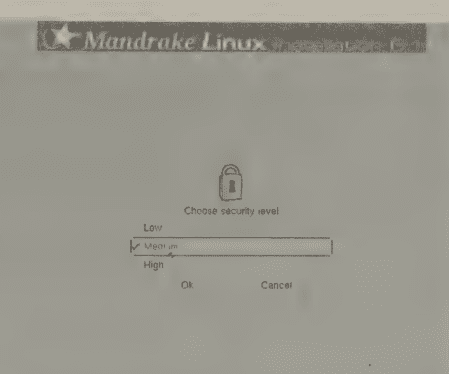 Mandrake Linux
Choose security level
Low
Medium
High
Ok
Cancel